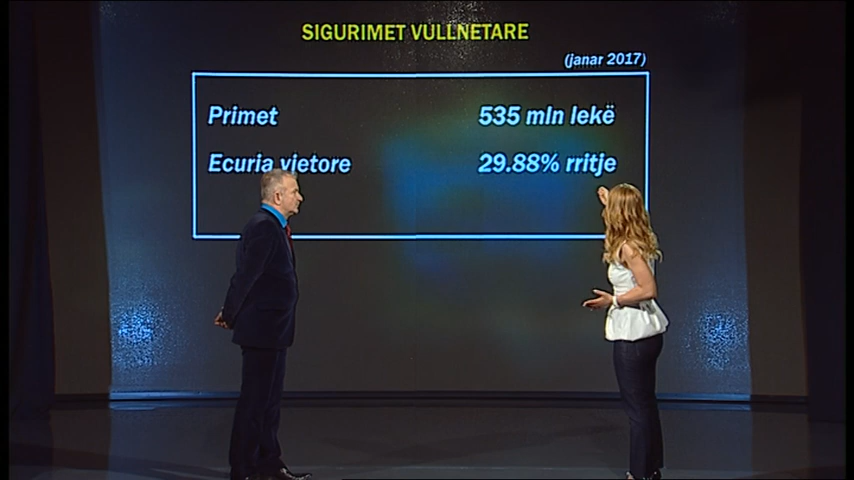 SIGURIMET VULLNETARE
(janar 2017)
Primet 535 mln lekë
Ecuria vjetore 29.88% rritje